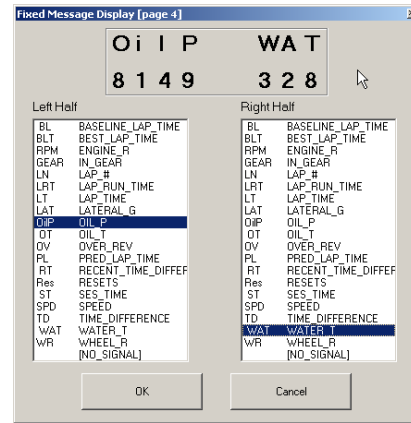 Fixed Message Display [page 4]
OilP WAT
8149 328
Left Half Right Half
BL BASELINE_LAP_TIME BL BASELINE_LAP_TIME
BLT BEST_LAP_TIME BLT BEST_LAP_TIME
RPM ENGINE_R RPM ENGINE_R
GEAR IN_GEAR GEAR IN_GEAR
LN LAP_# LN LAP_#
LRT LAP_RUN_TIME LRT LAP_RUN_TIME
LT LAP_TIME LT LAP_TIME
LAT LATERAL_G LAT LATERAL_G
OilP OIL_P OilP OIL_P
OT OIL_T OT OIL_T
OV OVER_REV OV OVER_REV
PL PRED_LAP_TIME PL PRED_LAP_TIME
RT RECENT_TIME_DIFFER RT RECENT_TIME_DIFFEF
Res RESETS Res RESETS
ST SES_TIME ST SES_TIME
SPD SPEED SPD SPEED
TD TIME_DIFFERENCE TD TIME_DIFFERENCE
WAT WATER_T WAT WATER_T
WR WHEEL_R WR WHEEL_R
[NO_SIGNAL] [NO_SIGNAL]
OK Cancel